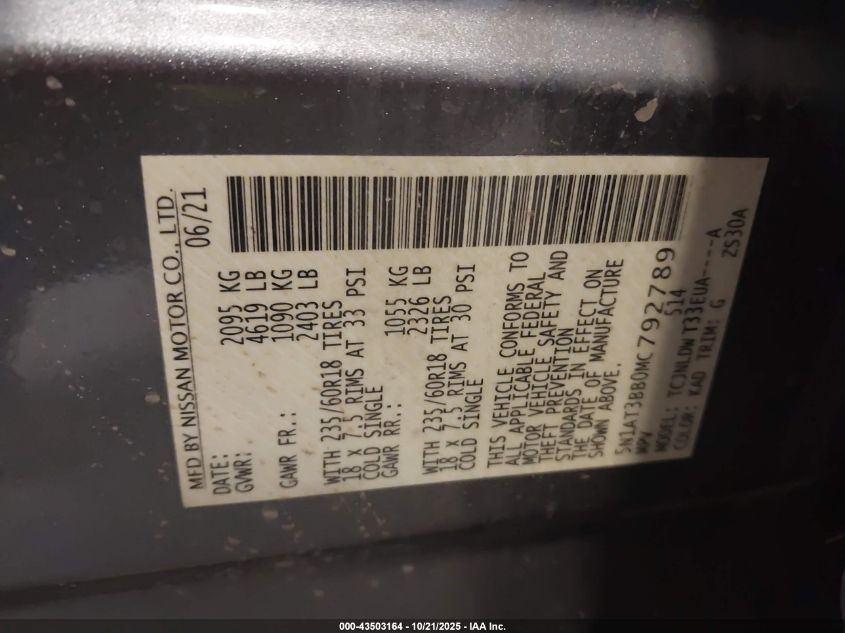 MFD BY NISSAN MOTOR CO., LTD.
DATE: 06/21
GVWR: 2095 KG
4619 LB
GAWR FR.: 1090 KG
2403 LB
WITH 235/60R18 TIRES
18 X 7.5 RIMS AT 33 PSI
COLD SINGLE
GAWR RR.: 1055 KG
2326 LB
WITH 235/60R18 TIRES
18 X 7.5 RIMS AT 30 PSI
COLD SINGLE
THIS VEHICLE CONFORMS TO
ALL APPLICABLE FEDERAL
MOTOR VEHICLE SAFETY AND
THEFT PREVENTION
STANDARDS IN EFFECT ON
THE DATE OF MANUFACTURE
SHOWN ABOVE.
5N1AT3BB0MC792789
MPV 514
MODEL: TCJNLDWT33EUA----A
COLOR: KAD TRIM: G ZS30A
000-43503164 - 10/21/2025 - IAA Inc.